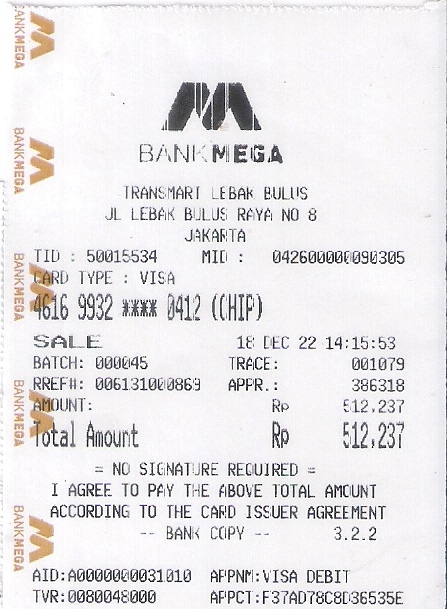 BANKMEGA
TRANSMART LEBAK BULUS
JL LEBAK BULUS RAYA NO 8
JAKARTA
TID : 50015534 MID : 042600000090305
CARD TYPE : VISA
4616 9932 **** 0412 (CHIP)
SALE 18 DEC 22 14:15:53
BATCH: 000045 TRACE: 001079
RREF#: 006131000869 APPR.: 386318
AMOUNT: Rp 512.237
Total Amount Rp 512.237
= NO SIGNATURE REQUIRED =
I AGREE TO PAY THE ABOVE TOTAL AMOUNT
ACCORDING TO THE CARD ISSUER AGREEMENT
-- BANK COPY -- 3.2.2
AID:A0000000031010 APPNM:VISA DEBIT
TVR:0080048000 APPCT:F37AD78C8D36535E
BANKMEGA
BANKMEGA
BANKMEGA
BANKMEGA
BANKMEGA